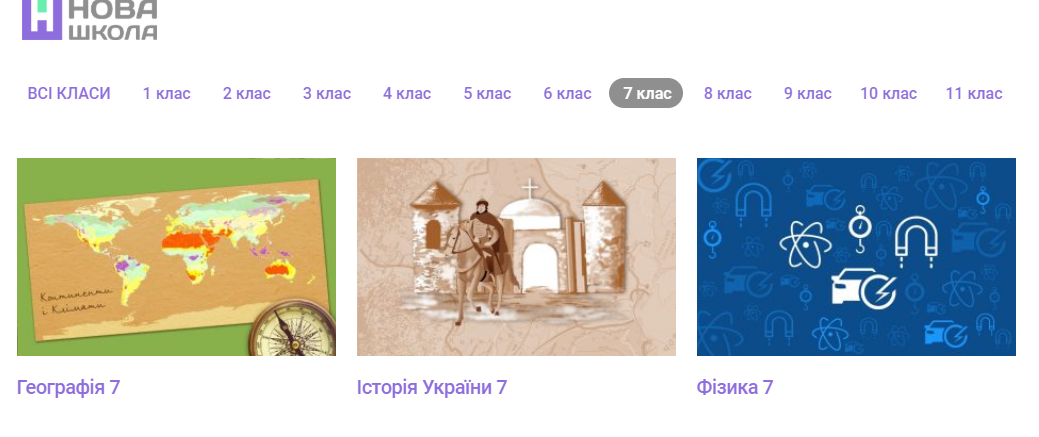 НОВА
ШКОЛА
ВСІ КЛАСИ 1 клас 2 клас 3 клас 4 клас 5 клас 6 клас 7 клас 8 клас 9 клас 10 клас 11 клас
Континенти
і Клімати
Географія 7
Історія України 7
Фізика 7